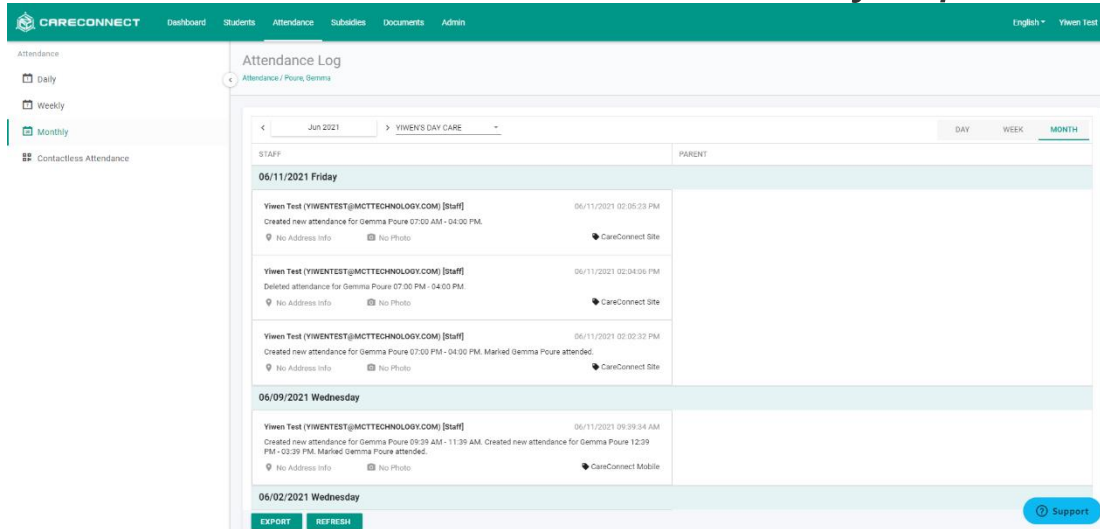 CARECONNECT Dashboard Students Attendance Subsidies Documents Admin English Yiwen Test
Attendance
Daily
Weekly
Monthly
Contactless Attendance
Attendance Log
Attendance / Poure, Gemma
Jun 2021 YIWEN'S DAY CARE DAY WEEK MONTH
STAFF PARENT
06/11/2021 Friday
Yiwen Test (YIWENTEST@MCTTECHNOLOGY.COM) [Staff] 06/11/2021 02:05:23 PM
Created new attendance for Gemma Poure 07:00 AM - 04:00 PM.
No Address Info No Photo CareConnect Site
Yiwen Test (YIWENTEST@MCTTECHNOLOGY.COM) [Staff] 06/11/2021 02:04:06 PM
Deleted attendance for Gemma Poure 07:00 PM - 04:00 PM.
No Address Info No Photo CareConnect Site
Yiwen Test (YIWENTEST@MCTTECHNOLOGY.COM) [Staff] 06/11/2021 02:02:32 PM
Created new attendance for Gemma Poure 07:00 PM - 04:00 PM. Marked Gemma Poure attended.
No Address Info No Photo CareConnect Site
06/09/2021 Wednesday
Yiwen Test (YIWENTEST@MCTTECHNOLOGY.COM) [Staff] 06/11/2021 09:39:34 AM
Created new attendance for Gemma Poure 09:39 AM - 11:39 AM. Created new attendance for Gemma Poure 12:39
PM - 03:39 PM. Marked Gemma Poure attended.
No Address Info No Photo CareConnect Mobile
06/02/2021 Wednesday
EXPORT REFRESH
Support